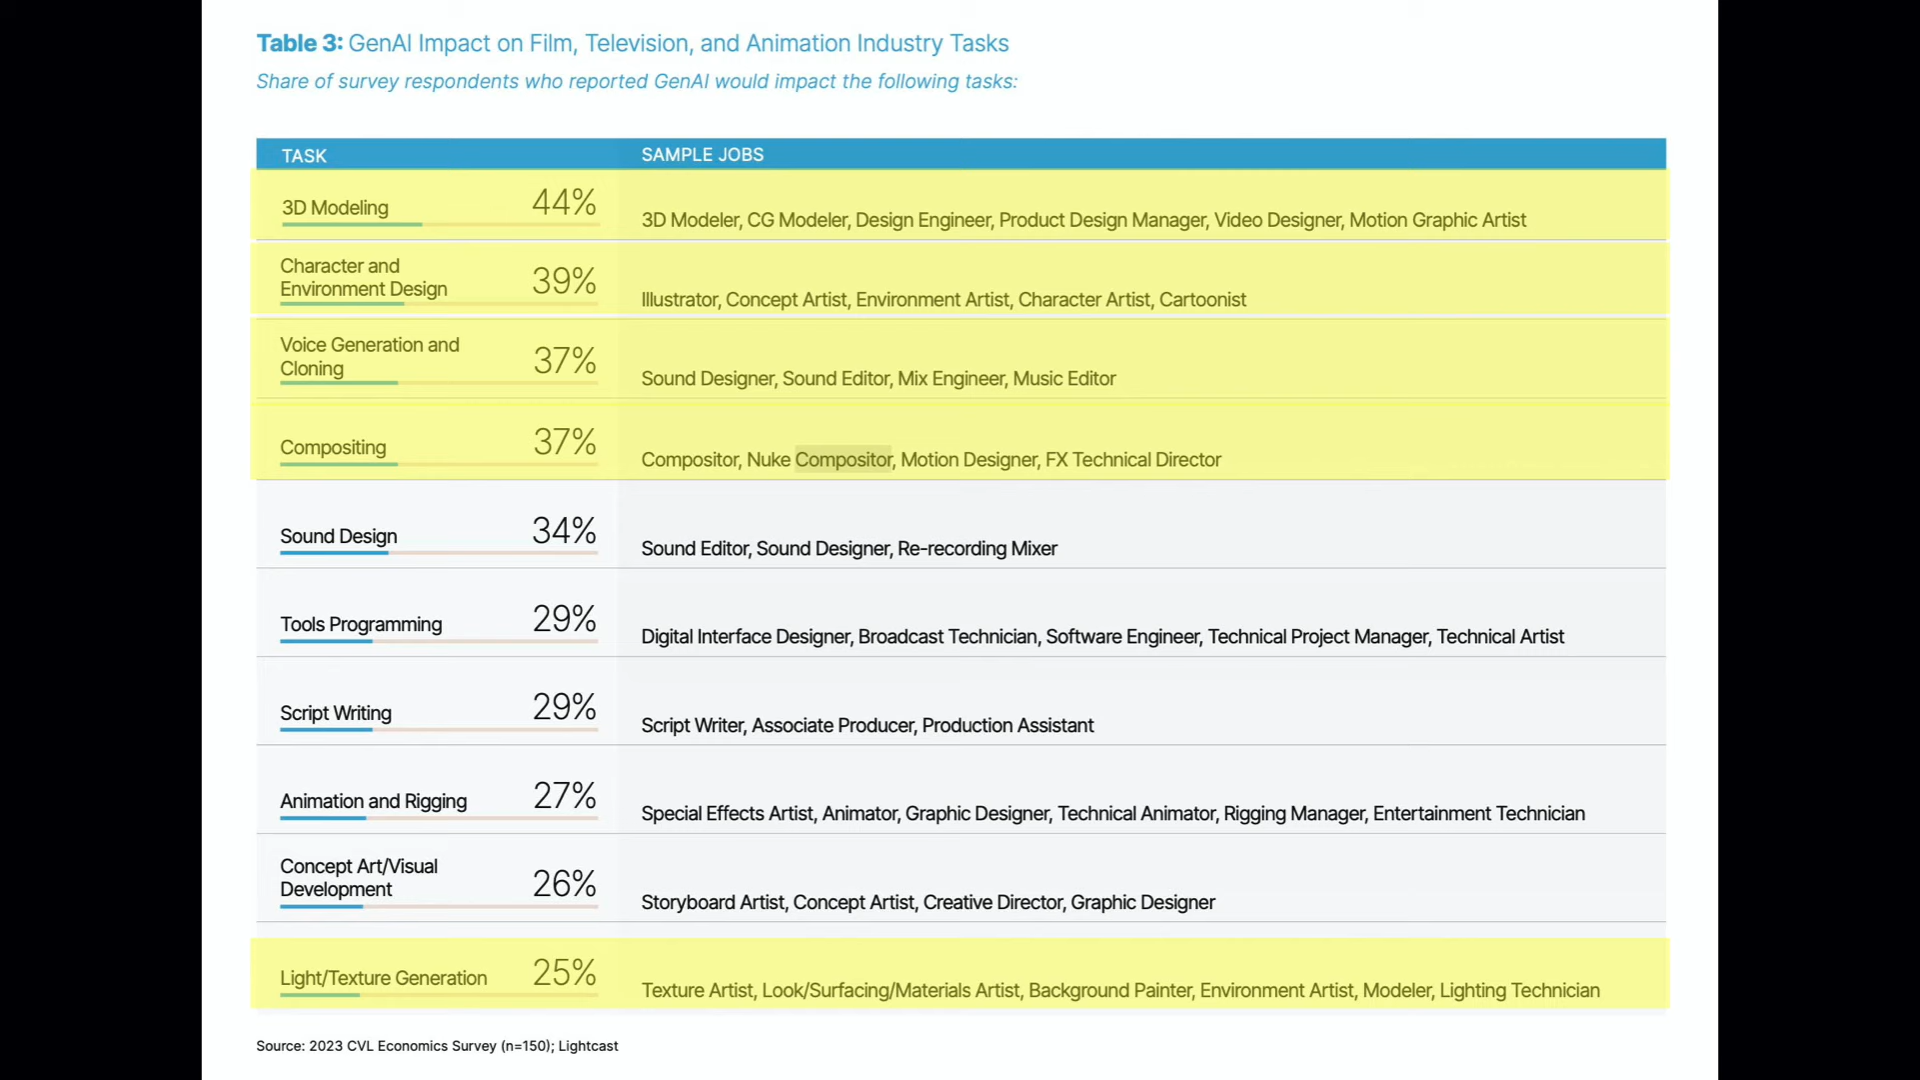 Table 3: GenAI Impact on Film, Television, and Animation Industry Tasks
Share of survey respondents who reported GenAI would impact the following tasks:
TASK SAMPLE JOBS
3D Modeling 44% 3D Modeler, CG Modeler, Design Engineer, Product Design Manager, Video Designer, Motion Graphic Artist
Character and
Environment Design 39% Illustrator, Concept Artist, Environment Artist, Character Artist, Cartoonist
Voice Generation and
Cloning 37% Sound Designer, Sound Editor, Mix Engineer, Music Editor
Compositing 37% Compositor, Nuke Compositor, Motion Designer, FX Technical Director
Sound Design 34% Sound Editor, Sound Designer, Re-recording Mixer
Tools Programming 29% Digital Interface Designer, Broadcast Technician, Software Engineer, Technical Project Manager, Technical Artist
Script Writing 29% Script Writer, Associate Producer, Production Assistant
Animation and Rigging 27% Special Effects Artist, Animator, Graphic Designer, Technical Animator, Rigging Manager, Entertainment Technician
Concept Art/Visual
Development 26% Storyboard Artist, Concept Artist, Creative Director, Graphic Designer
Light/Texture Generation 25% Texture Artist, Look/Surfacing/Materials Artist, Background Painter, Environment Artist, Modeler, Lighting Technician
Source: 2023 CVL Economics Survey (n=150); Lightcast